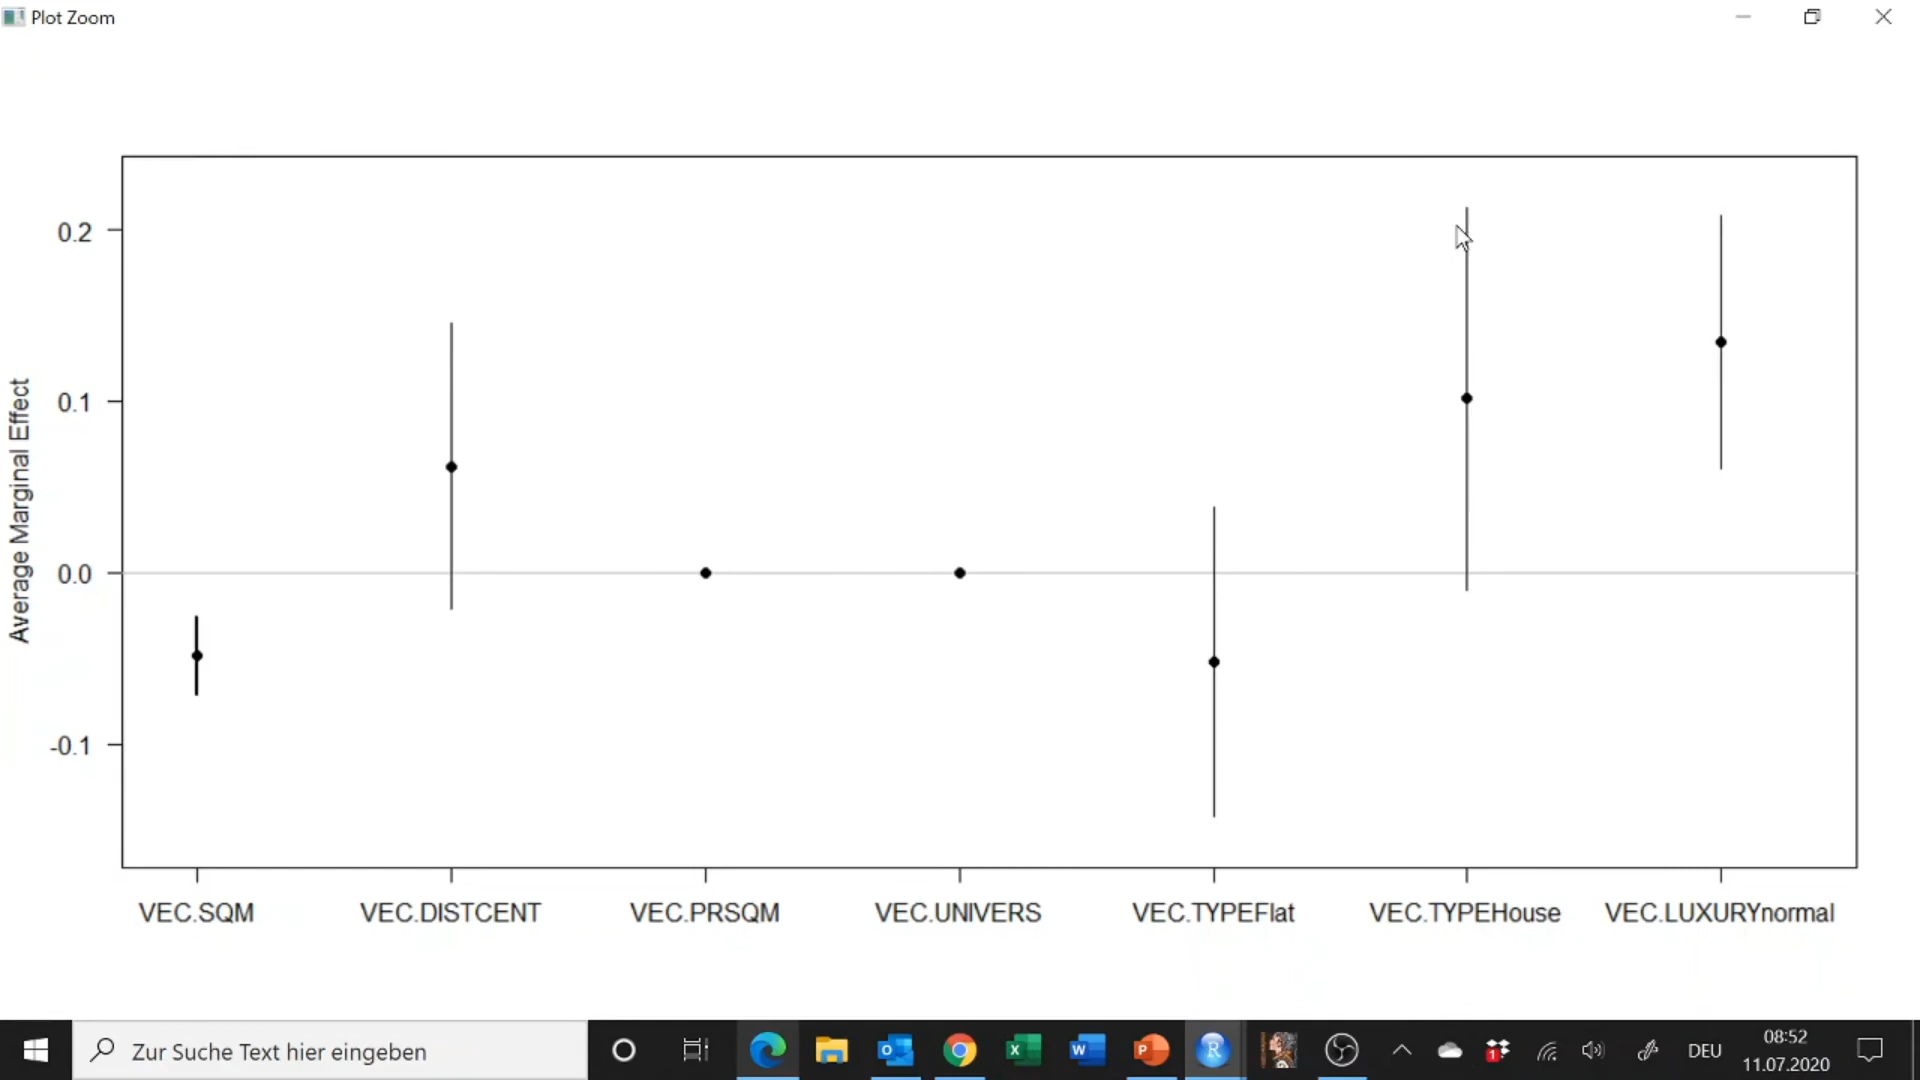 Plot Zoom
Average Marginal Effect
0.2
0.1
0.0
-0.1
VEC.SQM VEC.DISTCENT VEC.PRSQM VEC.UNIVERS VEC.TYPEFlat VEC.TYPEHouse VEC.LUXURYnormal
Zur Suche Text hier eingeben
DEU
08:52
11.07.2020